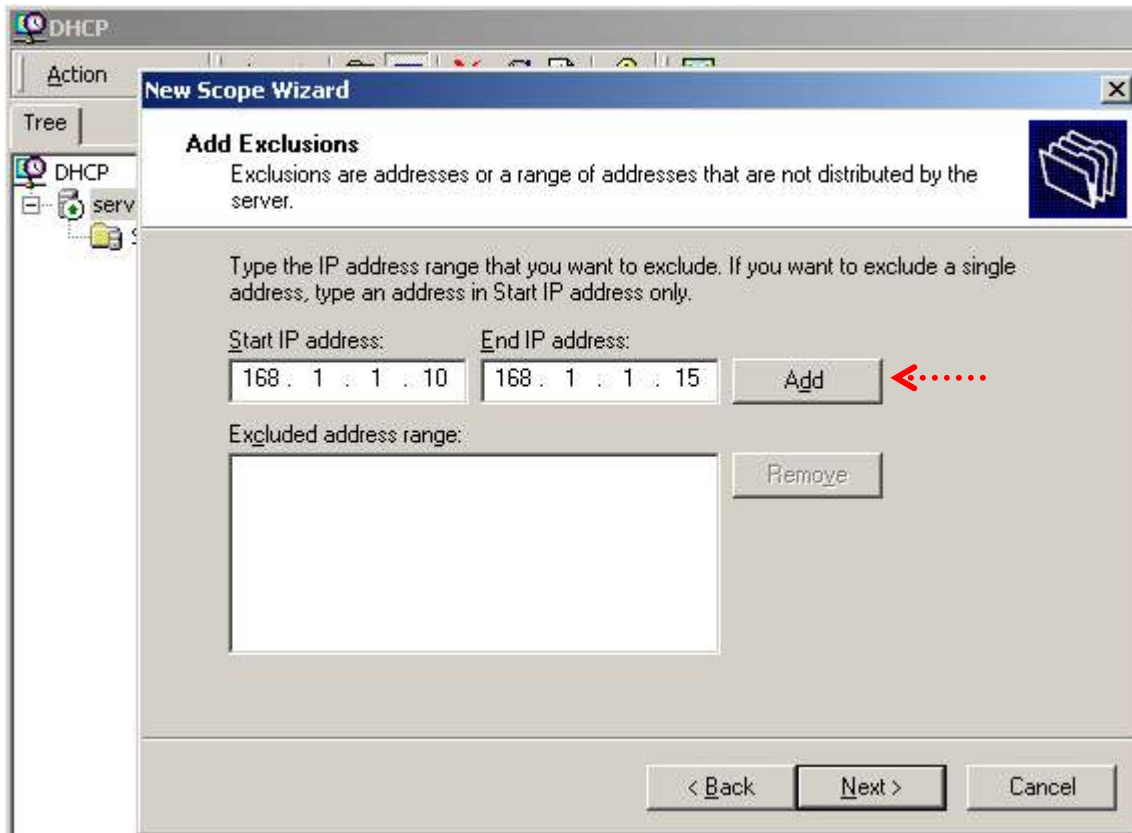 DHCP
Action
New Scope Wizard
Tree
Add Exclusions
Exclusions are addresses or a range of addresses that are not distributed by the
server.
DHCP
serv
Type the IP address range that you want to exclude. If you want to exclude a single
address, type an address in Start IP address only.
Start IP address: End IP address:
168 . 1 . 1 . 10 168 . 1 . 1 . 15 Add
Excluded address range:
Remove
< Back Next > Cancel